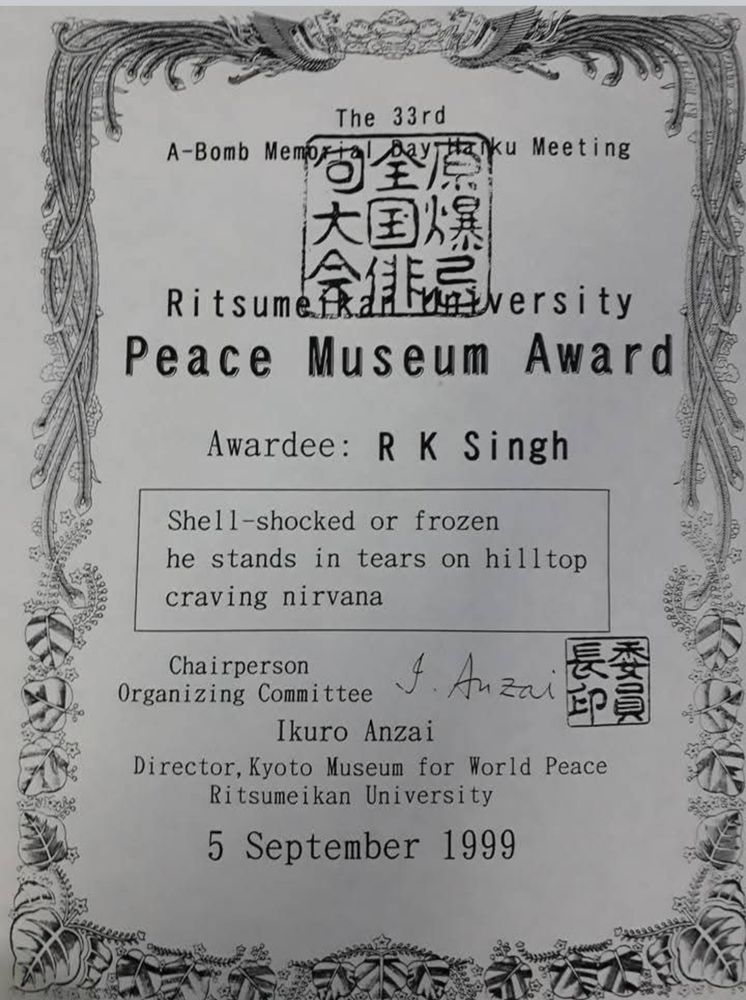 The 33rd
A-Bomb Memorial Day Haiku Meeting
原爆忌
全国俳
句大会
Ritsumeikan University
Peace Museum Award
Awardee: R K Singh
Shell-shocked or frozen
he stands in tears on hilltop
craving nirvana
Chairperson
Organizing Committee
I. Anzai
委員
長印
Ikuro Anzai
Director, Kyoto Museum for World Peace
Ritsumeikan University
5 September 1999